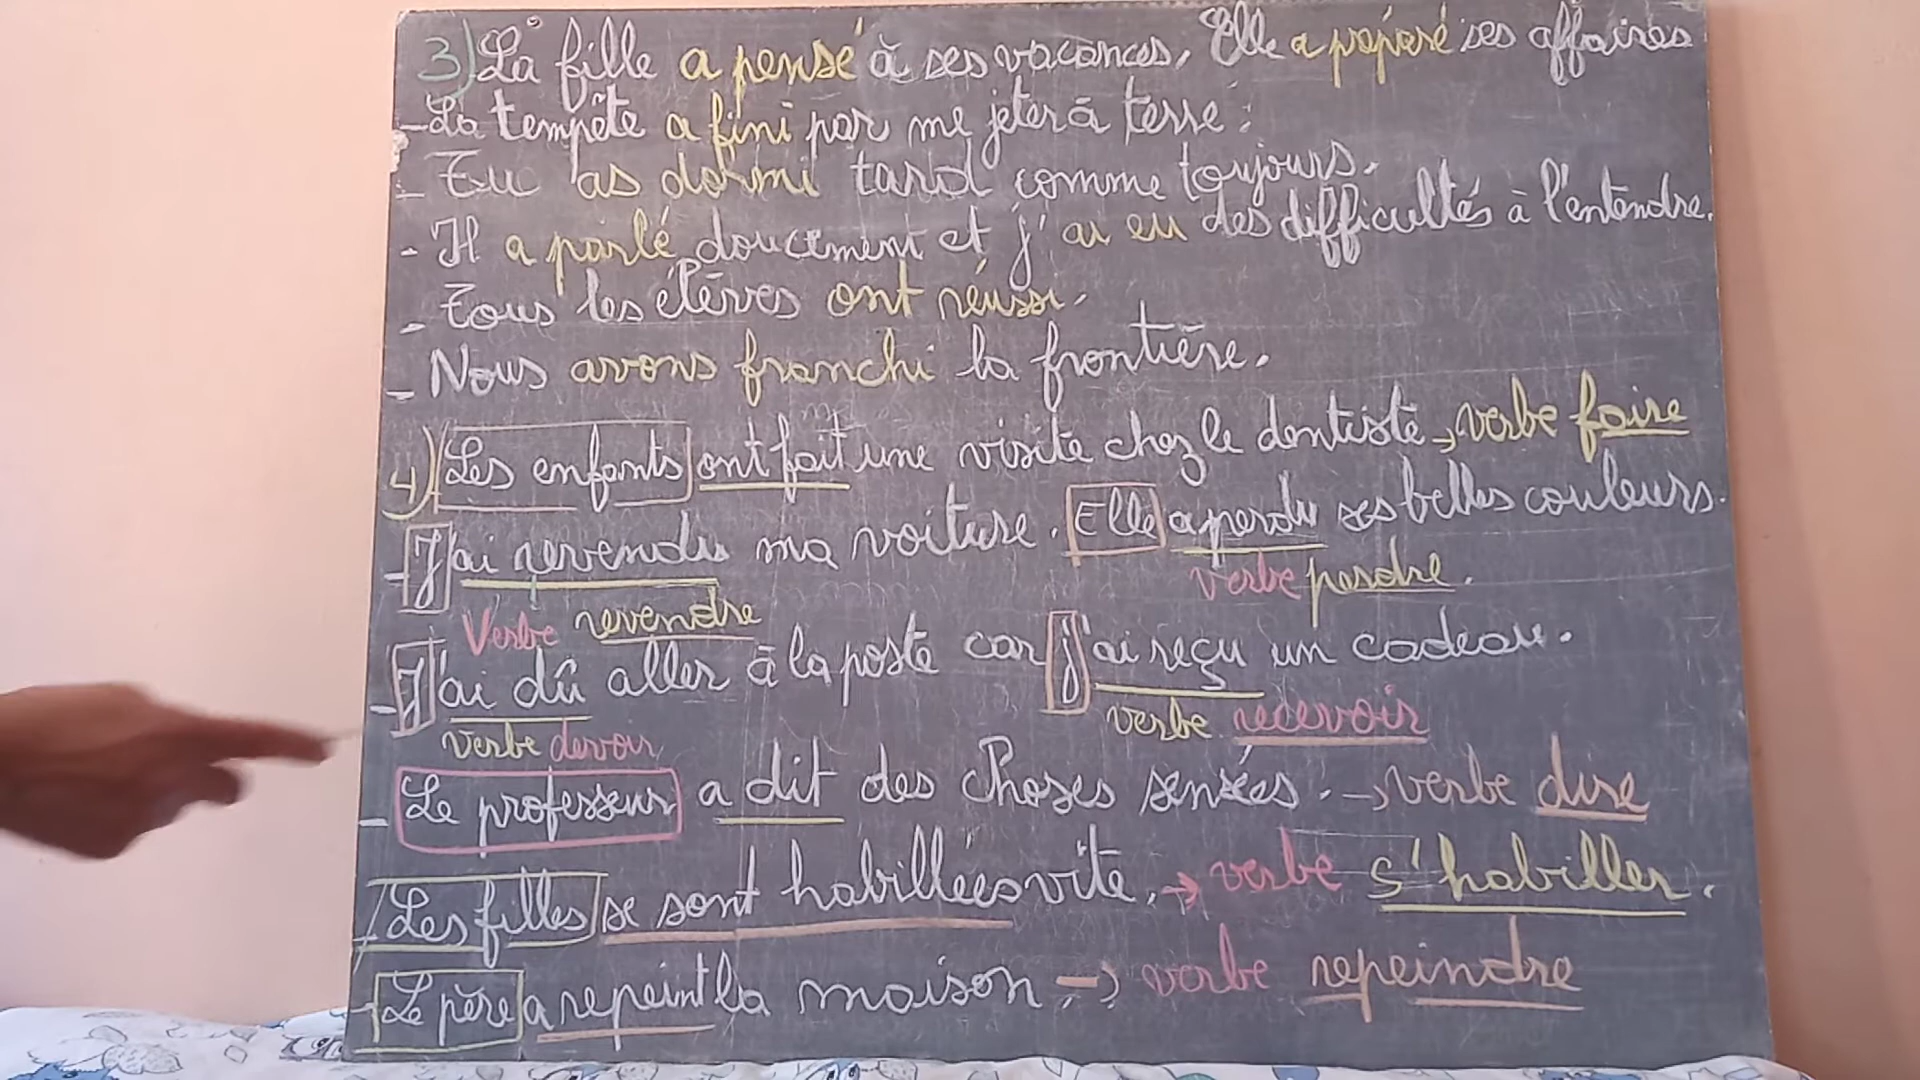 3) La fille a pensé à ses vacances. Elle a péparé ses affaires
- La tempête a fini par me jeter à terre.
- Tu as dormi tard comme toujours.
- Il a parlé doucement et j'ai eu des difficultés à l'entendre.
- Tous les élèves ont réussi.
- Nous avons franchi la frontière.
4) Les enfants ont fait une visite chez le dentiste → verbe faire
- J'ai revendu ma voiture. Elle a perdu ses belles couleurs.
Verbe revendre verbe perdre.
- J'ai dû aller à la poste car j'ai reçu un cadeau.
verbe devoir verbe recevoir
- Le professeur a dit des choses sensées. → verbe dire
- Les filles se sont habillées vite. → verbe s'habiller.
- Le père a repeint la maison. → verbe repeindre